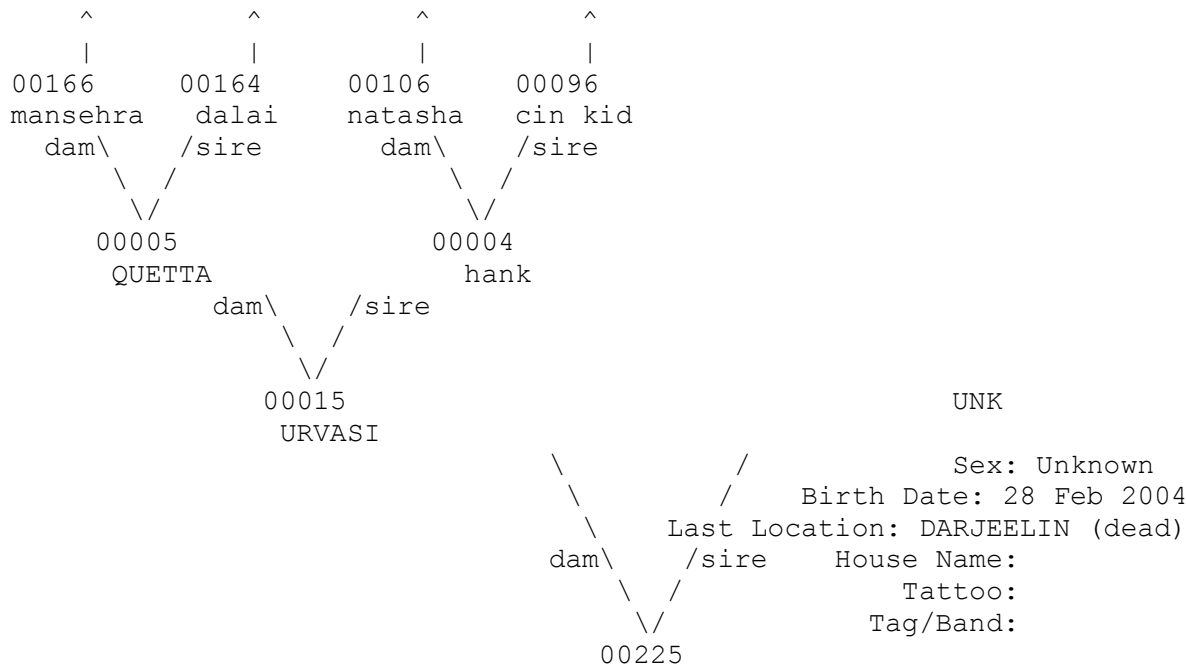 ^ ^ ^ ^
| | | |
00166 00164 00106 00096
mansehra dalai natasha cin kid
dam\ /sire dam\ /sire
\ / \ /
\/ \/
00005 00004
QUETTA hank
dam\ /sire
\ /
\/
00015 UNK
URVASI
\ / Sex: Unknown
\ / Birth Date: 28 Feb 2004
\ Last Location: DARJEELIN (dead)
dam\ /sire House Name:
\ / Tattoo:
\/ Tag/Band:
00225